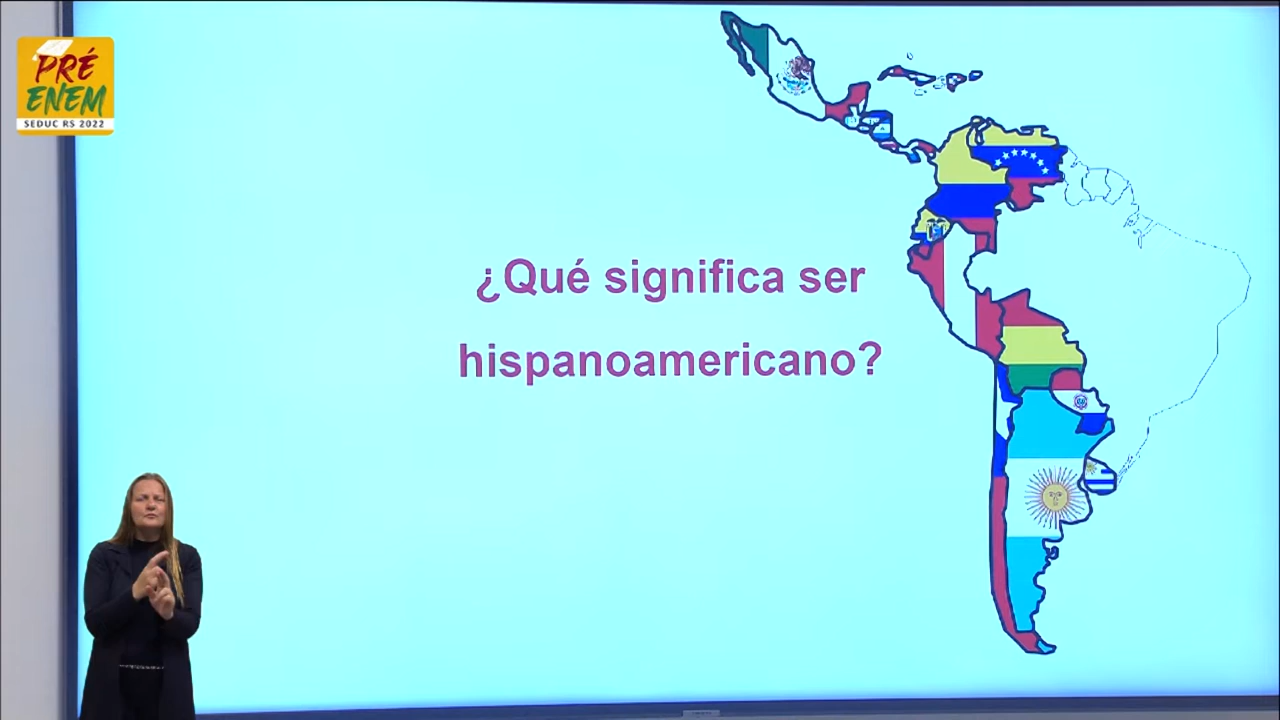 PRÉ
ENEM
SEDUC RS 2022
¿Qué significa ser
hispanoamericano?